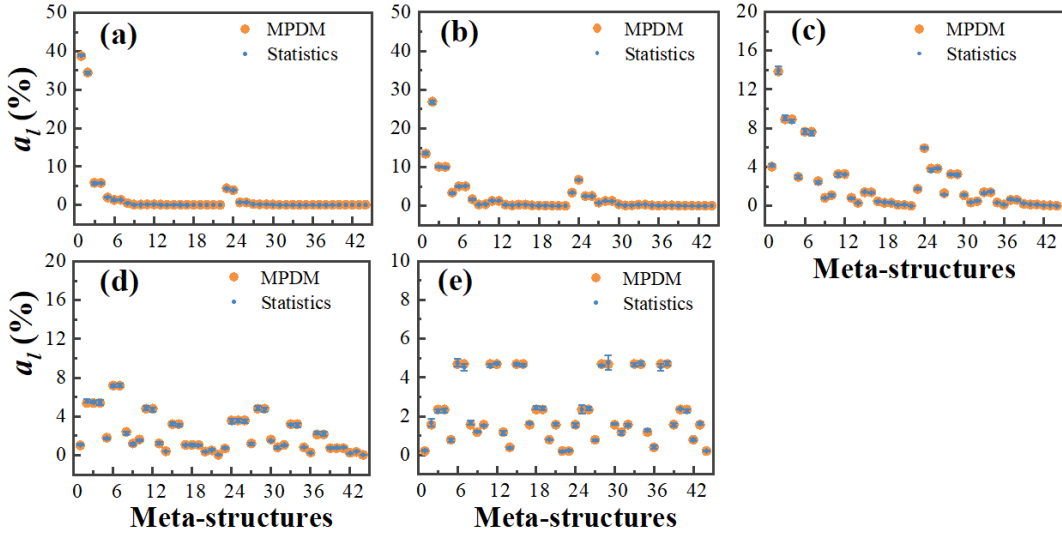 (a)
MPDM
Statistics
a_l (%)
50
40
30
20
10
0
0 6 12 18 24 30 36 42
(b)
MPDM
Statistics
50
40
30
20
10
0
0 6 12 18 24 30 36 42
(c)
MPDM
Statistics
20
16
12
8
4
0
0 6 12 18 24 30 36 42
Meta-structures
(d)
MPDM
Statistics
a_l (%)
20
16
12
8
4
0
0 6 12 18 24 30 36 42
Meta-structures
(e)
MPDM
Statistics
10
8
6
4
2
0
0 6 12 18 24 30 36 42
Meta-structures